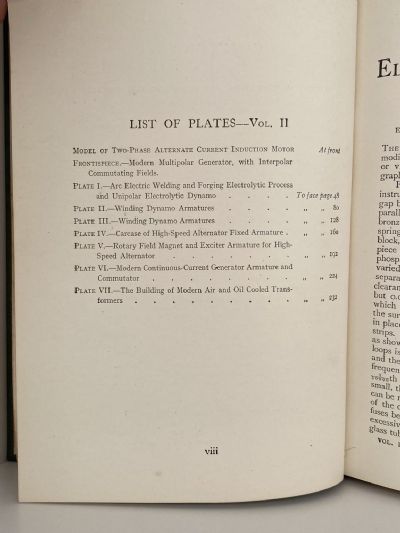 LIST OF PLATES—Vol. II
Model of Two-Phase Alternate Current Induction Motor At front
Frontispiece.—Modern Multipolar Generator, with Interpolar
Commutating Fields.
Plate I.—Arc Electric Welding and Forging Electrolytic Process
and Unipolar Electrolytic Dynamo . . . . To face page 48
Plate II.—Winding Dynamo Armatures . . . . „ „ 80
Plate III.—Winding Dynamo Armatures . . . . „ „ 128
Plate IV.—Carcase of High-Speed Alternator Fixed Armature . „ „ 160
Plate V.—Rotary Field Magnet and Exciter Armature for High-
Speed Alternator . . . . . . „ „ 192
Plate VI.—Modern Continuous-Current Generator Armature and
Commutator . . . . . . . „ „ 224
Plate VII.—The Building of Modern Air and Oil Cooled Trans-
formers . . . . . . . . „ „ 232
viii
El
E
The
modi
or v
graph
F
instru
gap b
paralle
bronz
spring
block,
piece
phosp
varied
separa
clearan
but 0.0
which
the sur
in place
strips.
as show
loops is
and the
frequen
small, th
can be m
of the c
fuses be
excessiv
glass tub
VOL. I